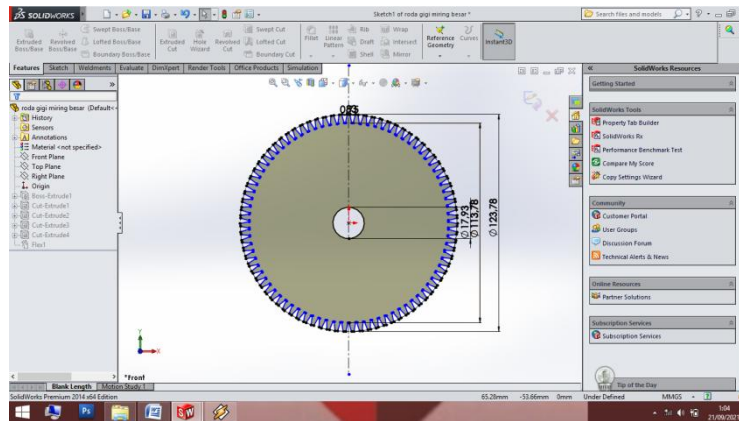 SOLIDWORKS
Sketch1 of roda gigi miring besar *
Search files and models
Extruded Boss/Base
Revolved Boss/Base
Swept Boss/Base
Lofted Boss/Base
Boundary Boss/Base
Extruded Cut
Hole Wizard
Revolved Cut
Swept Cut
Lofted Cut
Boundary Cut
Fillet
Linear Pattern
Rib
Draft
Shell
Wrap
Intersect
Mirror
Reference Geometry
Curves
Instant3D
Features
Sketch
Weldments
Evaluate
DimXpert
Render Tools
Office Products
Simulation
roda gigi miring besar (Default<
History
Sensors
Annotations
Material <not specified>
Front Plane
Top Plane
Right Plane
Origin
Boss-Extrude1
Cut-Extrude1
Cut-Extrude2
Cut-Extrude3
Cut-Extrude4
Flex1
∅17,93
∅113,78
∅123,78
Y
X
*Front
SolidWorks Resources
Getting Started
SolidWorks Tools
Property Tab Builder
SolidWorks Rx
Performance Benchmark Test
Compare My Score
Copy Settings Wizard
Community
Customer Portal
User Groups
Discussion Forum
Technical Alerts & News
Online Resources
Partner Solutions
Subscription Services
Subscription Services
Tip of the Day
Blank Length
Motion Study 1
SolidWorks Premium 2014 x64 Edition
65.28mm -53.66mm 0mm Under Defined
MMGS
Ps
SW
1:04
21/09/2021